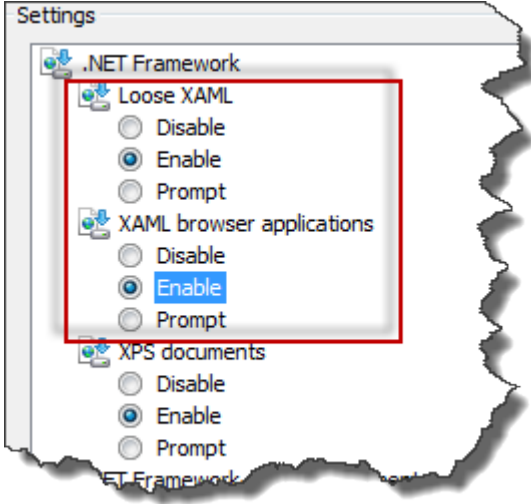 Settings
.NET Framework
Loose XAML
Disable
Enable
Prompt
XAML browser applications
Disable
Enable
Prompt
XPS documents
Disable
Enable
Prompt
Framework